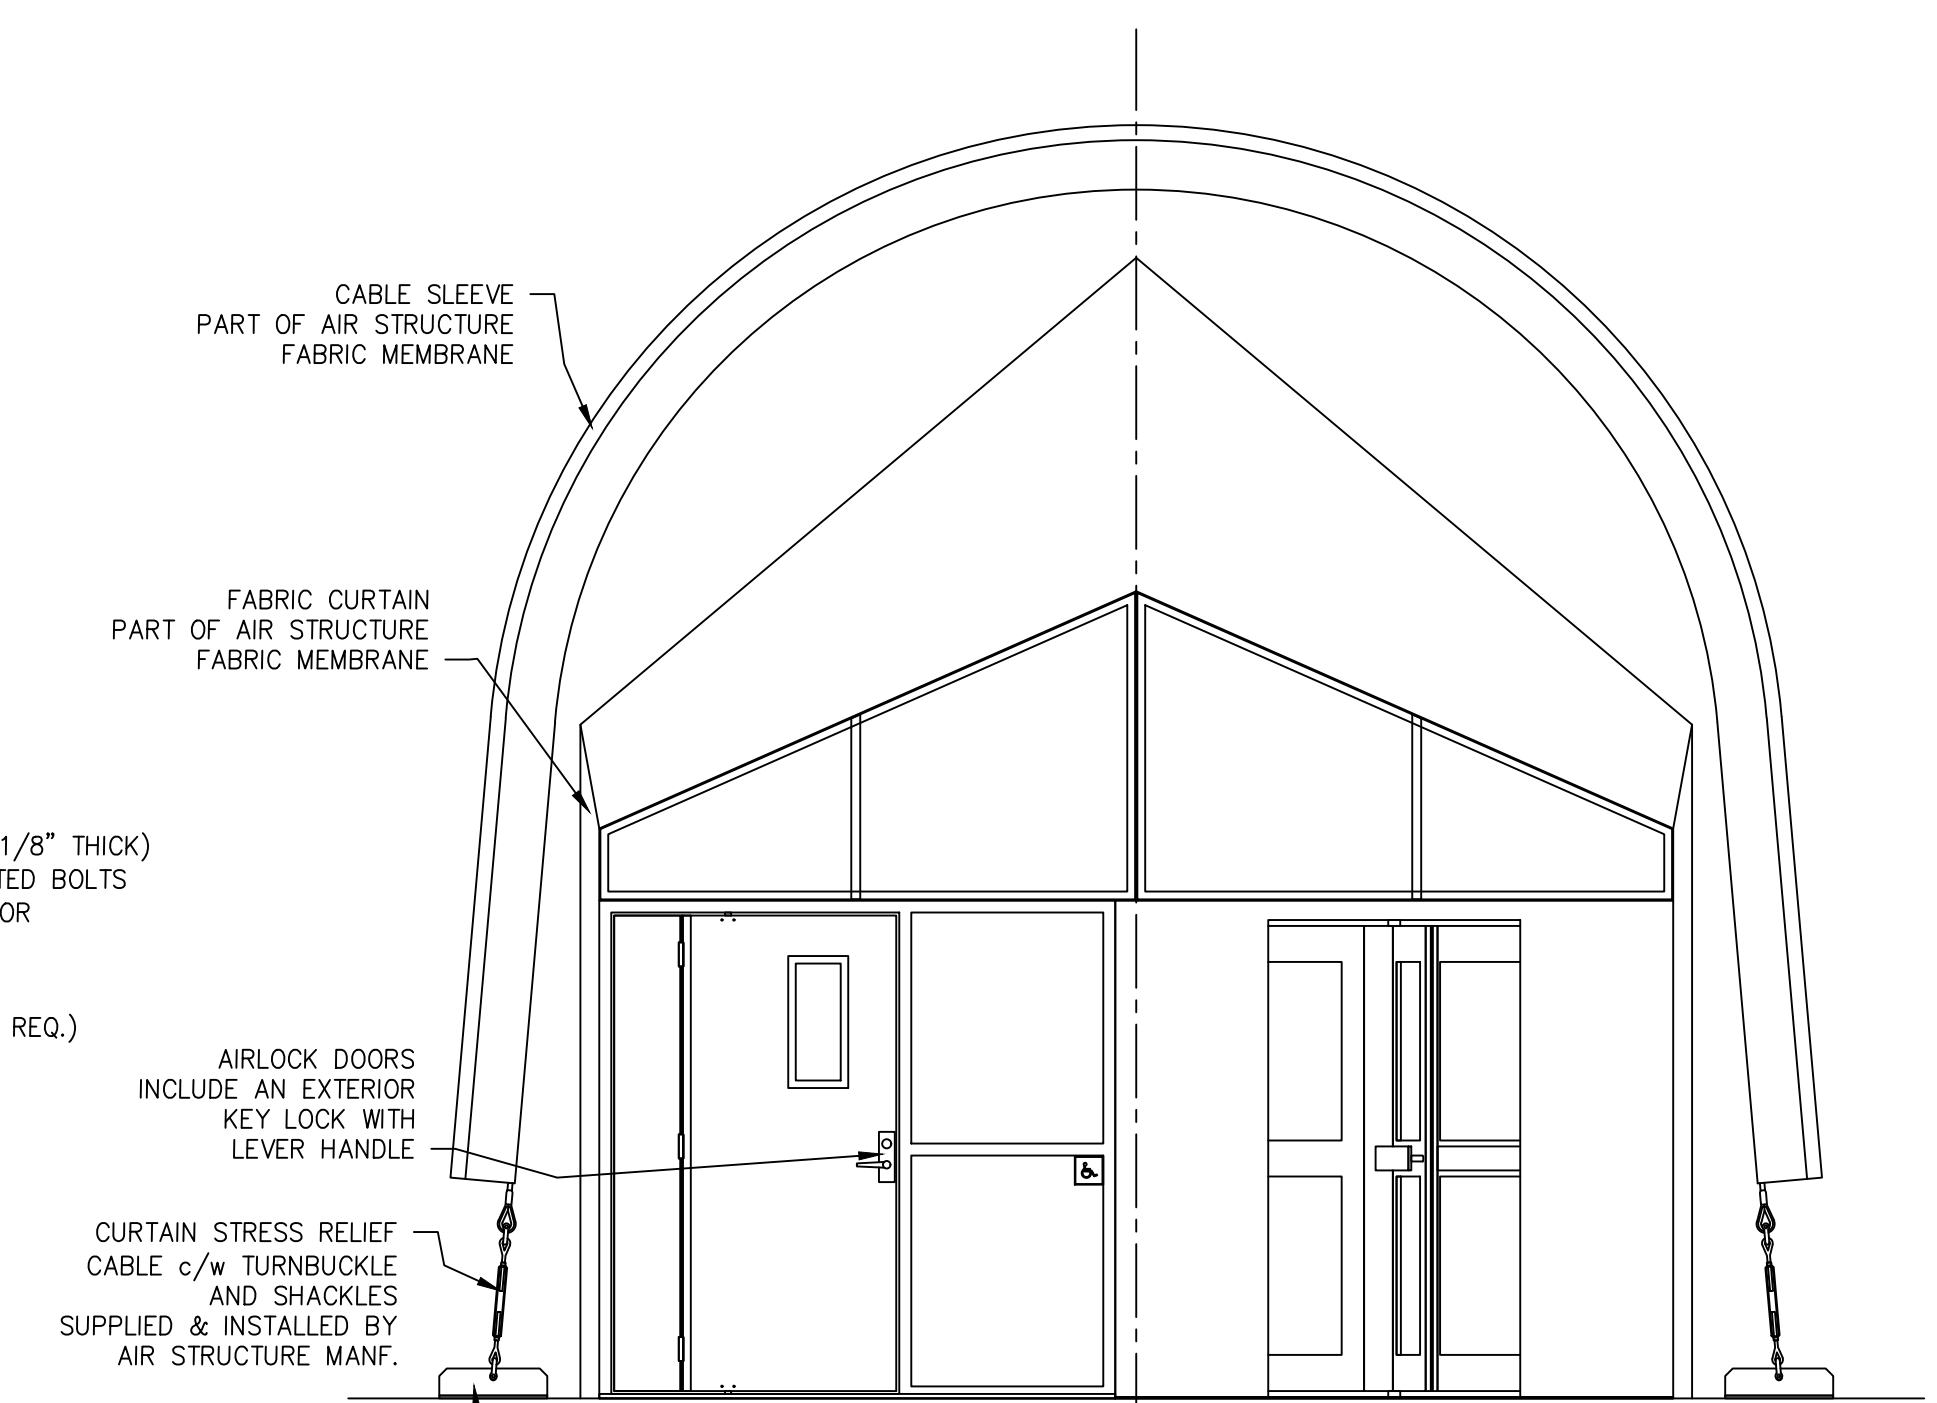 CABLE SLEEVE
PART OF AIR STRUCTURE
FABRIC MEMBRANE
FABRIC CURTAIN
PART OF AIR STRUCTURE
FABRIC MEMBRANE
1/8" THICK)
TED BOLTS
OR
REQ.)
AIRLOCK DOORS
INCLUDE AN EXTERIOR
KEY LOCK WITH
LEVER HANDLE
CURTAIN STRESS RELIEF
CABLE c/w TURNBUCKLE
AND SHACKLES
SUPPLIED & INSTALLED BY
AIR STRUCTURE MANF.